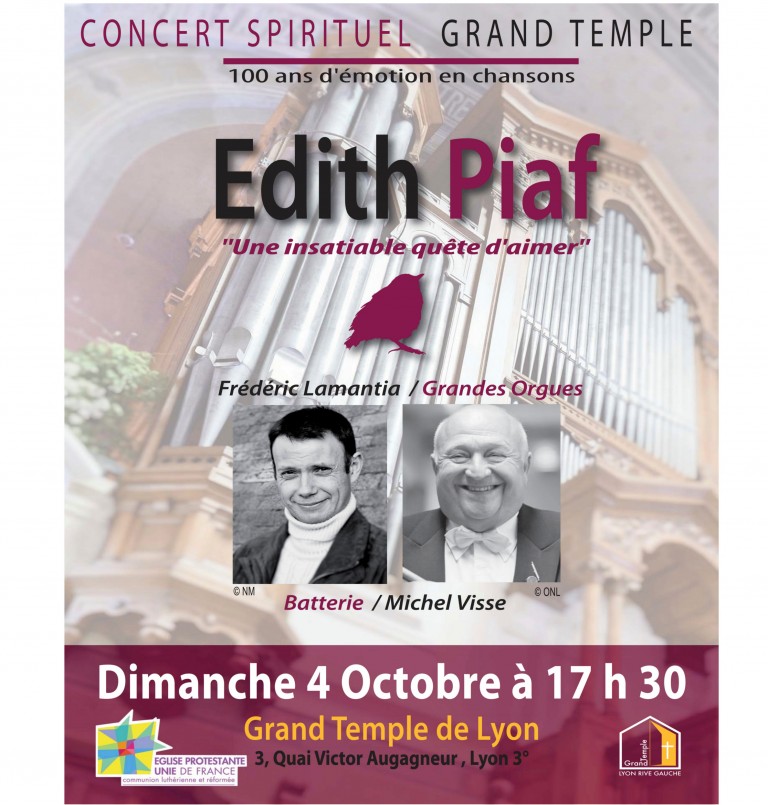 CONCERT SPIRITUEL GRAND TEMPLE
100 ans d'émotion en chansons
Edith Piaf
"Une insatiable quête d'aimer"
Frédéric Lamantia / Grandes Orgues
© NM
© ONL
Batterie / Michel Visse
Dimanche 4 Octobre à 17 h 30
Grand Temple de Lyon
3, Quai Victor Augagneur , Lyon 3°
EGLISE PROTESTANTE
UNIE DE FRANCE
communion luthérienne et réformée
Grand Temple
LYON RIVE GAUCHE